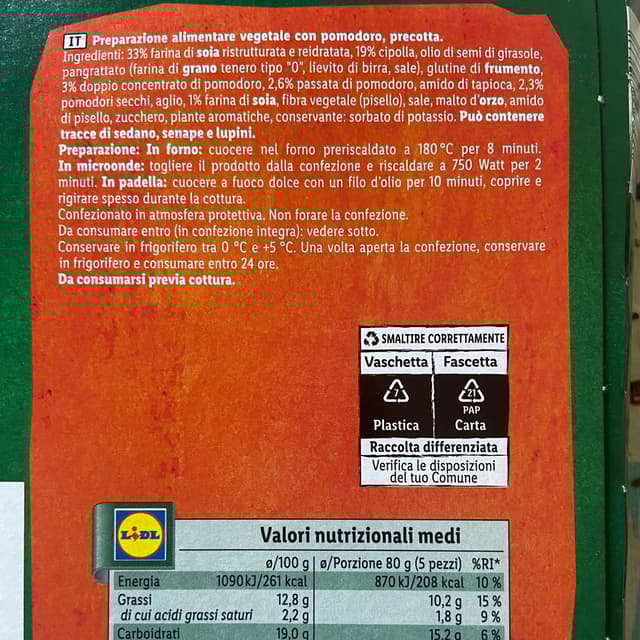 IT Preparazione alimentare vegetale con pomodoro, precotta.
Ingredienti: 33% farina di soia ristrutturata e reidratata, 19% cipolla, olio di semi di girasole,
pangrattato (farina di grano tenero tipo "0", lievito di birra, sale), glutine di frumento,
3% doppio concentrato di pomodoro, 2,6% passata di pomodoro, amido di tapioca, 2,3%
pomodori secchi, aglio, 1% farina di soia, fibra vegetale (pisello), sale, malto d'orzo, amido
di pisello, zucchero, piante aromatiche, conservante: sorbato di potassio. Può contenere
tracce di sedano, senape e lupini.
Preparazione: In forno: cuocere nel forno preriscaldato a 180°C per 8 minuti.
In microonde: togliere il prodotto dalla confezione e riscaldare a 750 Watt per 2
minuti. In padella: cuocere a fuoco dolce con un filo d'olio per 10 minuti, coprire e
rigirare spesso durante la cottura.
Confezionato in atmosfera protettiva. Non forare la confezione.
Da consumare entro (in confezione integra): vedere sotto.
Conservare in frigorifero tra 0 °C e +5 °C. Una volta aperta la confezione, conservare
in frigorifero e consumare entro 24 ore.
Da consumarsi previa cottura.
SMALTIRE CORRETTAMENTE
Vaschetta Fascetta
7 21
PAP
Plastica Carta
Raccolta differenziata
Verifica le disposizioni
del tuo Comune
LIDL
Valori nutrizionali medi
ø/100 g ø/Porzione 80 g (5 pezzi) %RI*
Energia 1090 kJ/261 kcal 870 kJ/208 kcal 10 %
Grassi 12,8 g 10,2 g 15 %
di cui acidi grassi saturi 2,2 g 1,8 g 9 %
Carboidrati 19,0 g 15,2 g 6 %